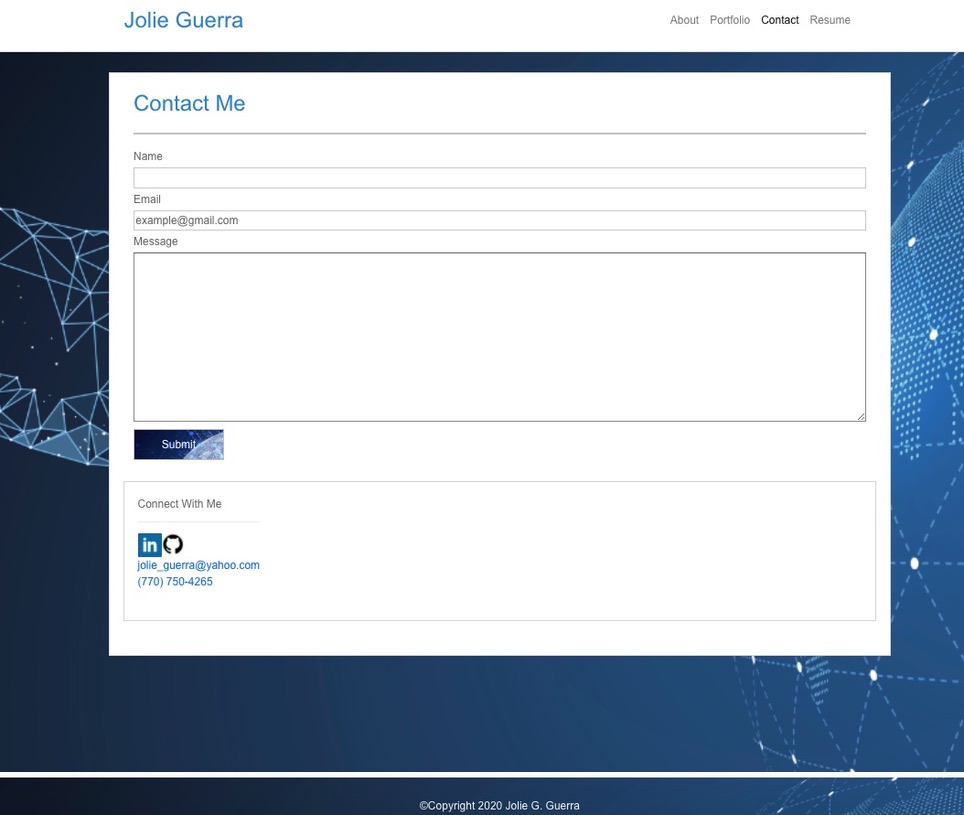 Jolie Guerra
About Portfolio Contact Resume
Contact Me
Name
Email
example@gmail.com
Message
Submit
Connect With Me
in
jolie_guerra@yahoo.com
(770) 750-4265
©Copyright 2020 Jolie G. Guerra